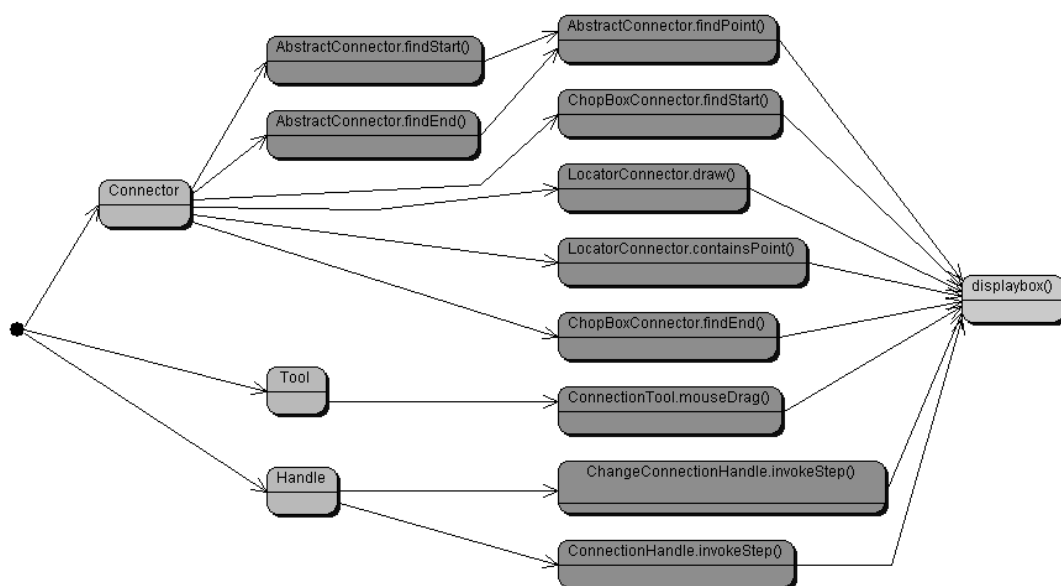 AbstractConnector.findPoint()
AbstractConnector.findStart()
ChopBoxConnector.findStart()
AbstractConnector.findEnd()
LocatorConnector.draw()
Connector
LocatorConnector.containsPoint()
displaybox()
ChopBoxConnector.findEnd()
Tool
ConnectionTool.mouseDrag()
Handle
ChangeConnectionHandle.invokeStep()
ConnectionHandle.invokeStep()